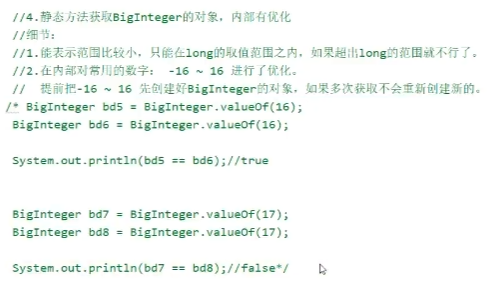 //4.静态方法获取BigInteger的对象，内部有优化
//细节：
//1.能表示范围比较小，只能在long的取值范围之内，如果超出long的范围就不行了。
//2.在内部对常用的数字： -16 ~ 16 进行了优化。
//  提前把-16 ~ 16 先创建好BigInteger的对象，如果多次获取不会重新创建新的。
/* BigInteger bd5 = BigInteger.valueOf(16);
BigInteger bd6 = BigInteger.valueOf(16);
System.out.println(bd5 == bd6);//true
BigInteger bd7 = BigInteger.valueOf(17);
BigInteger bd8 = BigInteger.valueOf(17);
System.out.println(bd7 == bd8);//false*/